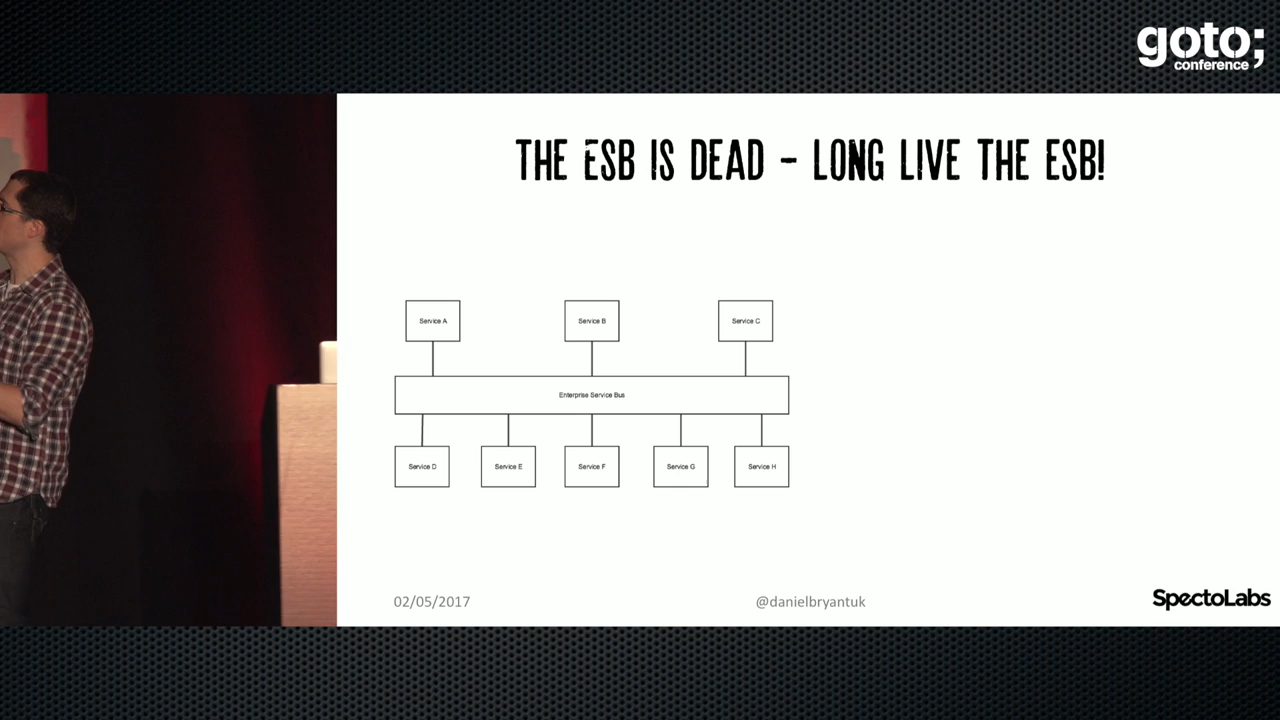 goto;
conference
THE ESB IS DEAD – LONG LIVE THE ESB!
Service A
Service B
Service C
Enterprise Service Bus
Service D
Service E
Service F
Service G
Service H
02/05/2017
@danielbryantuk
SpectoLabs